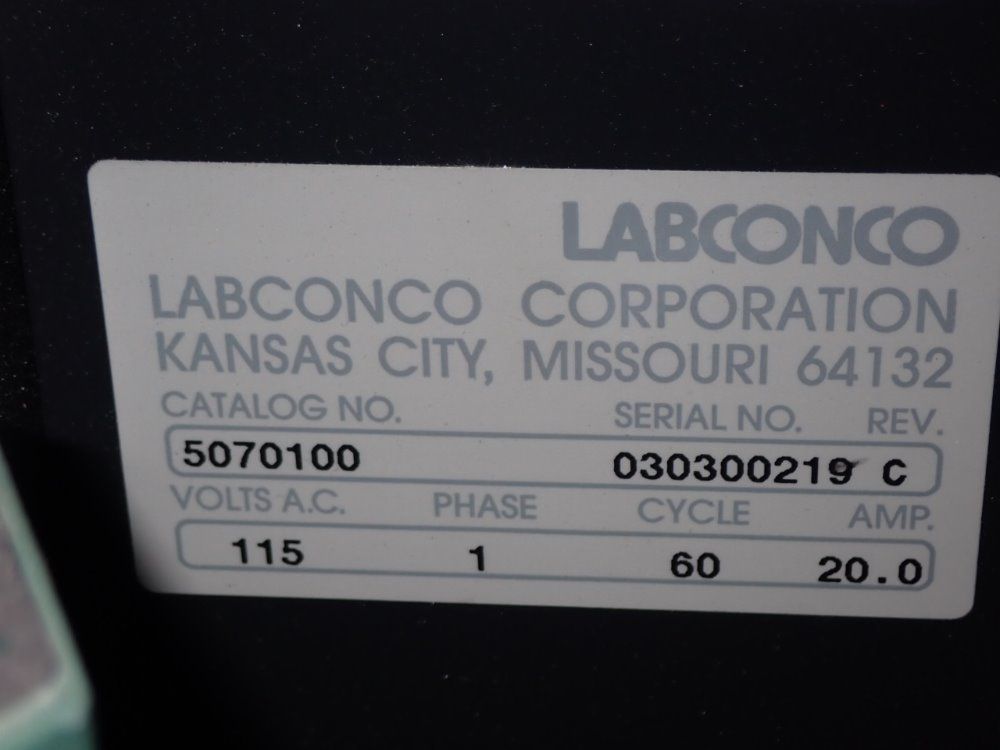 LABCONCO
LABCONCO CORPORATION
KANSAS CITY, MISSOURI 64132
CATALOG NO. SERIAL NO. REV.
5070100 030300219 C
VOLTS A.C. PHASE CYCLE AMP.
115 1 60 20.0